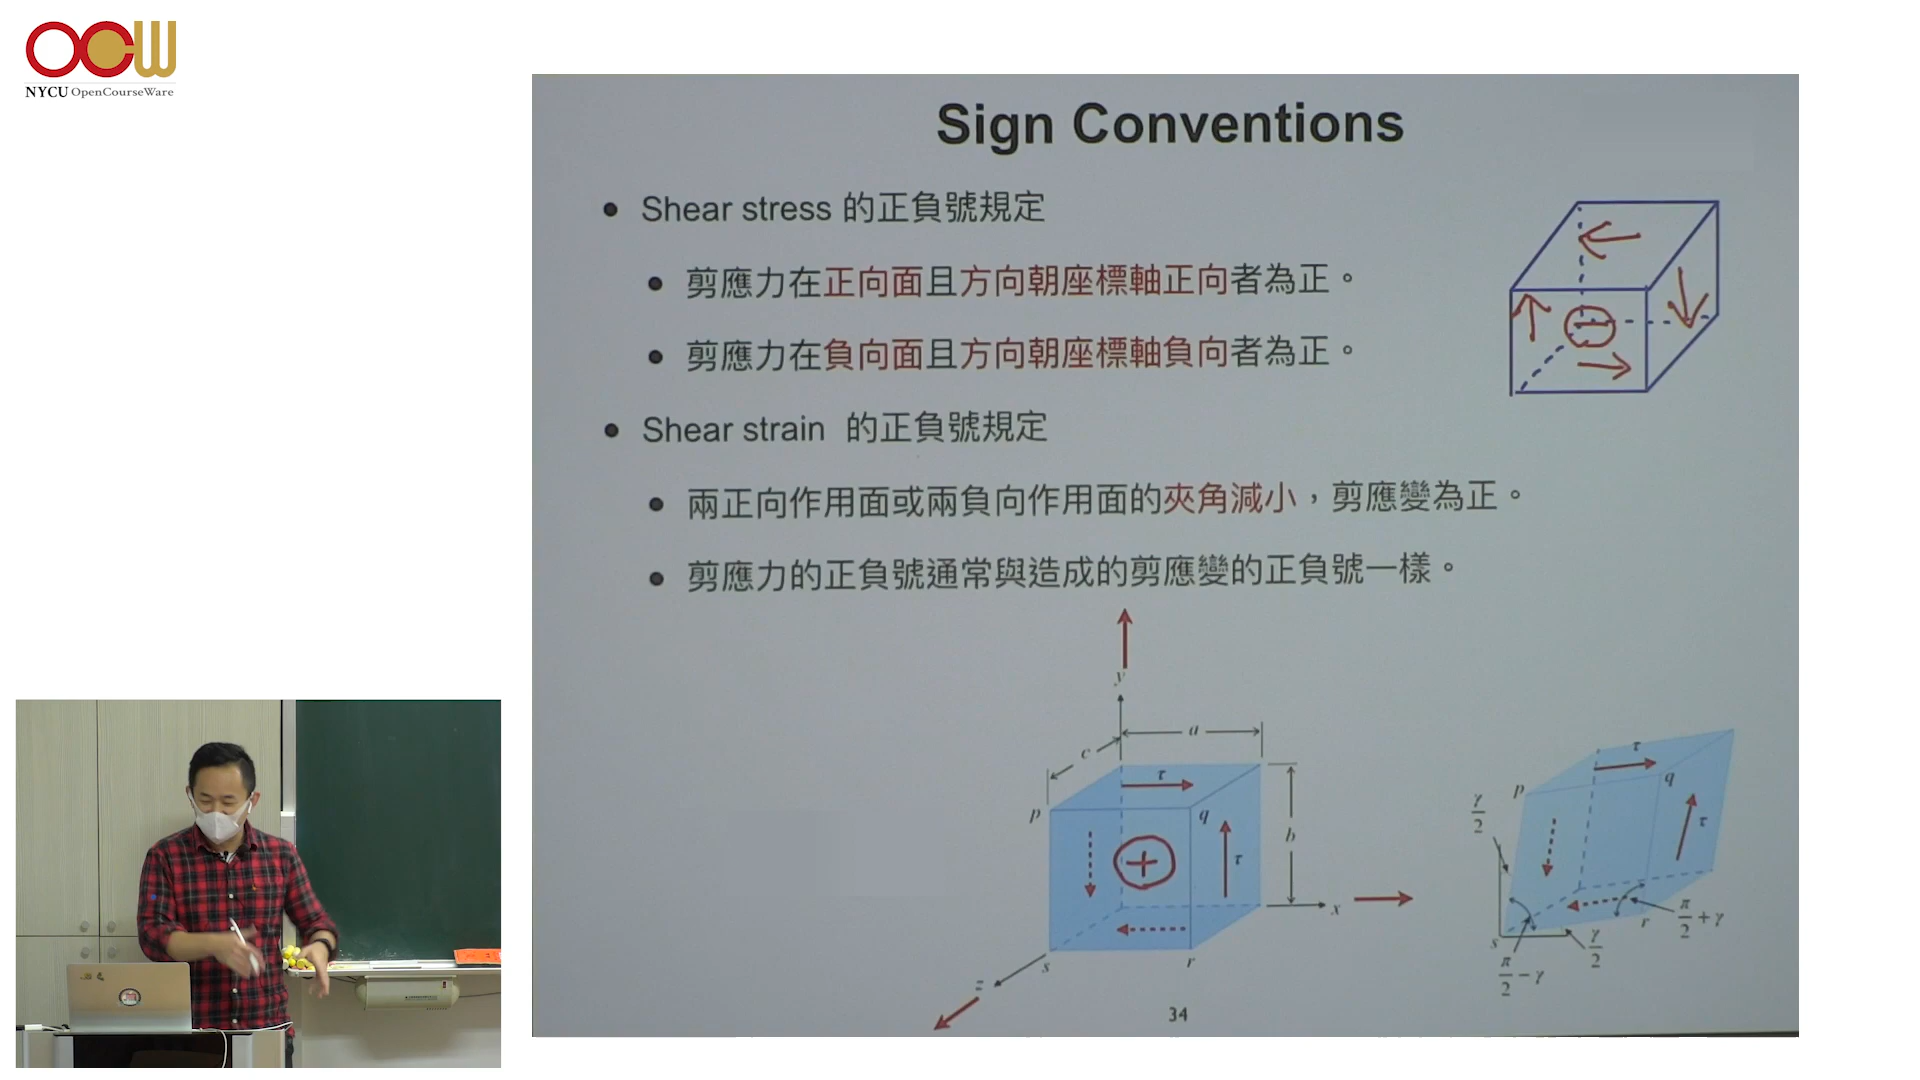 OCW
NYCU OpenCourseWare
Sign Conventions
Shear stress 的正負號規定
剪應力在正向面且方向朝座標軸正向者為正。
剪應力在負向面且方向朝座標軸負向者為正。
Shear strain 的正負號規定
兩正向作用面或兩負向作用面的夾角減小，剪應變為正。
剪應力的正負號通常與造成的剪應變的正負號一樣。
y
a
c
τ
p
q
b
τ
x
s
r
z
+
−
τ
p
q
γ/2
τ
π/2 + γ
s
r
γ/2
π/2 − γ
34